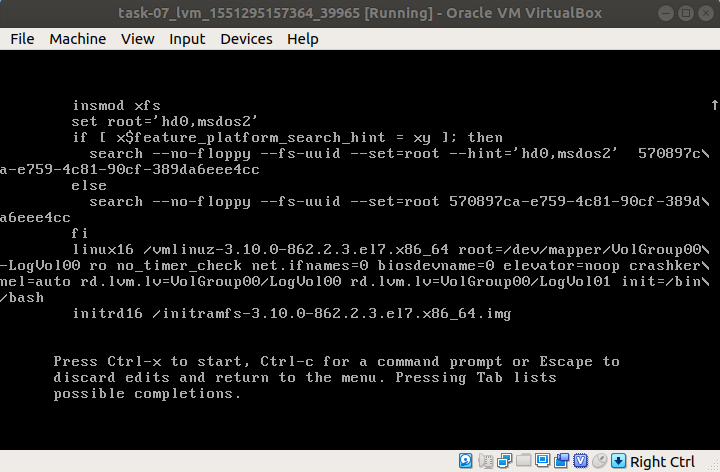 task-07_lvm_1551295157364_39965 [Running] - Oracle VM VirtualBox
File Machine View Input Devices Help
insmod xfs ↑
set root='hd0,msdos2'
if [ x$feature_platform_search_hint = xy ]; then
search --no-floppy --fs-uuid --set=root --hint='hd0,msdos2' 570897c\
a-e759-4c81-90cf-389da6eee4cc
else
search --no-floppy --fs-uuid --set=root 570897ca-e759-4c81-90cf-389d\
a6eee4cc
fi
linux16 /vmlinuz-3.10.0-862.2.3.el7.x86_64 root=/dev/mapper/VolGroup00\
-LogVol00 ro no_timer_check net.ifnames=0 biosdevname=0 elevator=noop crashker\
nel=auto rd.lvm.lv=VolGroup00/LogVol00 rd.lvm.lv=VolGroup00/LogVol01 init=/bin\
/bash
initrd16 /initramfs-3.10.0-862.2.3.el7.x86_64.img
Press Ctrl-x to start, Ctrl-c for a command prompt or Escape to
discard edits and return to the menu. Pressing Tab lists
possible completions.
Right Ctrl